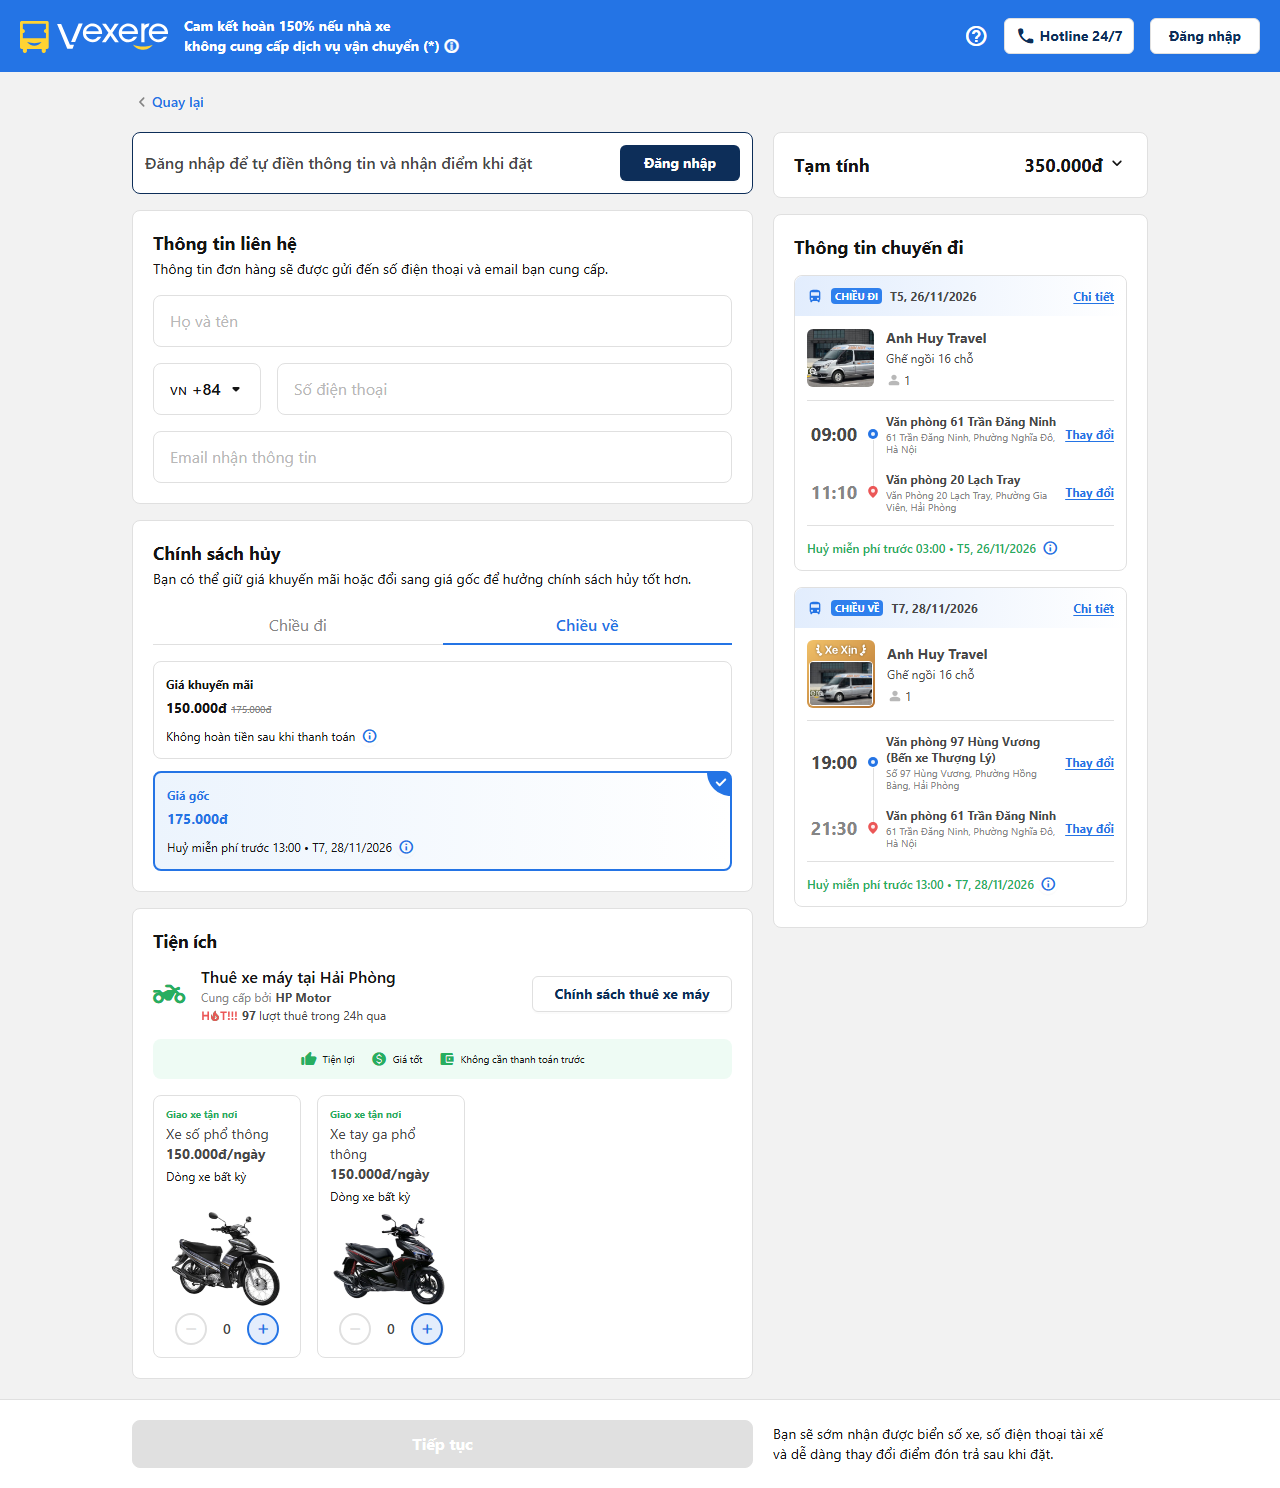 vexere
Cam kết hoàn 150% nếu nhà xe
không cung cấp dịch vụ vận chuyển (*)
Hotline 24/7
Đăng nhập
Quay lại
Đăng nhập để tự điền thông tin và nhận điểm khi đặt
Đăng nhập
Thông tin liên hệ
Thông tin đơn hàng sẽ được gửi đến số điện thoại và email bạn cung cấp.
Họ và tên
VN +84
Số điện thoại
Email nhận thông tin
Chính sách hủy
Bạn có thể giữ giá khuyến mãi hoặc đổi sang giá gốc để hưởng chính sách hủy tốt hơn.
Chiều đi
Chiều về
Giá khuyến mãi
150.000đ 175.000đ
Không hoàn tiền sau khi thanh toán
Giá gốc
175.000đ
Huỷ miễn phí trước 13:00 • T7, 28/11/2026
Tiện ích
Thuê xe máy tại Hải Phòng
Cung cấp bởi HP Motor
HOT!!! 97 lượt thuê trong 24h qua
Chính sách thuê xe máy
Tiện lợi
Giá tốt
Không cần thanh toán trước
Giao xe tận nơi
Xe số phổ thông
150.000đ/ngày
Dòng xe bất kỳ
0
Giao xe tận nơi
Xe tay ga phổ
thông
150.000đ/ngày
Dòng xe bất kỳ
0
Tạm tính
350.000đ
Thông tin chuyến đi
CHIỀU ĐI T5, 26/11/2026
Chi tiết
Anh Huy Travel
Ghế ngồi 16 chỗ
1
09:00
Văn phòng 61 Trần Đăng Ninh
61 Trần Đăng Ninh, Phường Nghĩa Đô,
Hà Nội
Thay đổi
11:10
Văn phòng 20 Lạch Tray
Văn Phòng 20 Lạch Tray, Phường Gia
Viên, Hải Phòng
Thay đổi
Huỷ miễn phí trước 03:00 • T5, 26/11/2026
CHIỀU VỀ T7, 28/11/2026
Chi tiết
Xe Xịn
Anh Huy Travel
Ghế ngồi 16 chỗ
1
19:00
Văn phòng 97 Hùng Vương
(Bến xe Thượng Lý)
Số 97 Hùng Vương, Phường Hồng
Bàng, Hải Phòng
Thay đổi
21:30
Văn phòng 61 Trần Đăng Ninh
61 Trần Đăng Ninh, Phường Nghĩa Đô,
Hà Nội
Thay đổi
Huỷ miễn phí trước 13:00 • T7, 28/11/2026
Tiếp tục
Bạn sẽ sớm nhận được biển số xe, số điện thoại tài xế
và dễ dàng thay đổi điểm đón trả sau khi đặt.